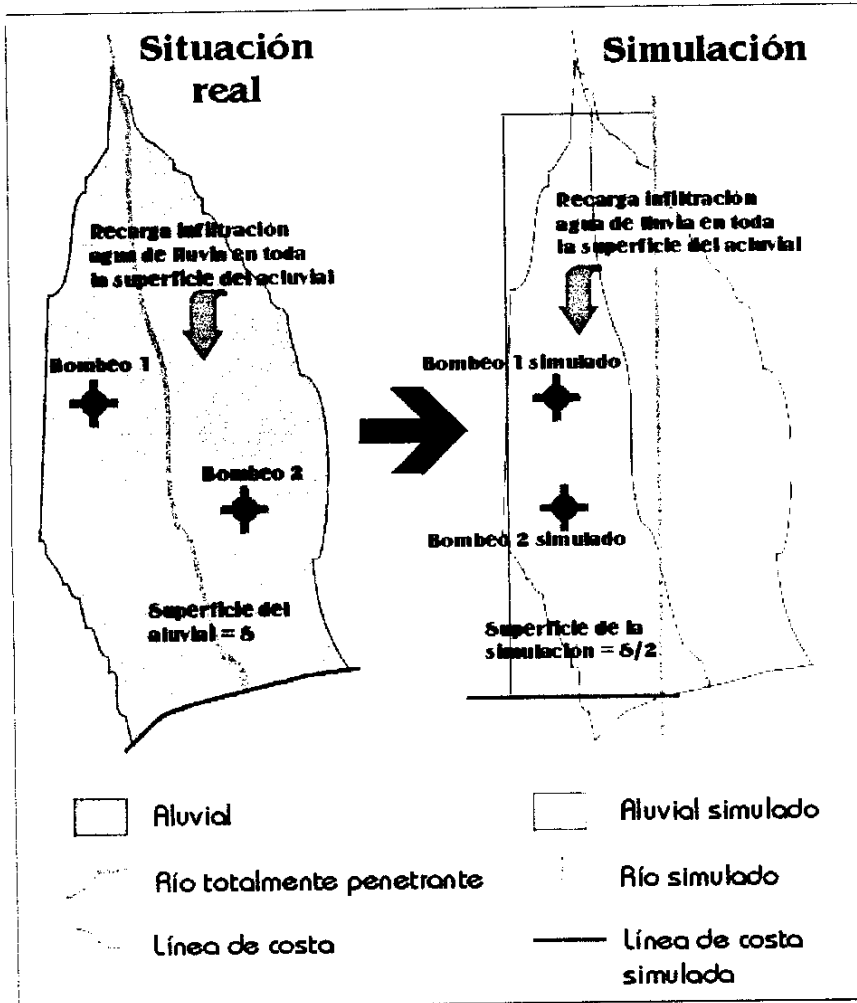 Situación
real
Recarga infiltración
agua de lluvia en toda
la superficie del acluvial
Bombeo 1
Bombeo 2
Superficie del
aluvial = S
Simulación
Recarga infiltración
agua de lluvia en toda
la superficie del acluvial
Bombeo 1 simulado
Bombeo 2 simulado
Superficie de la
simulación = S/2
Aluvial
Río totalmente penetrante
Línea de costa
Aluvial simulado
Río simulado
Línea de costa
simulada